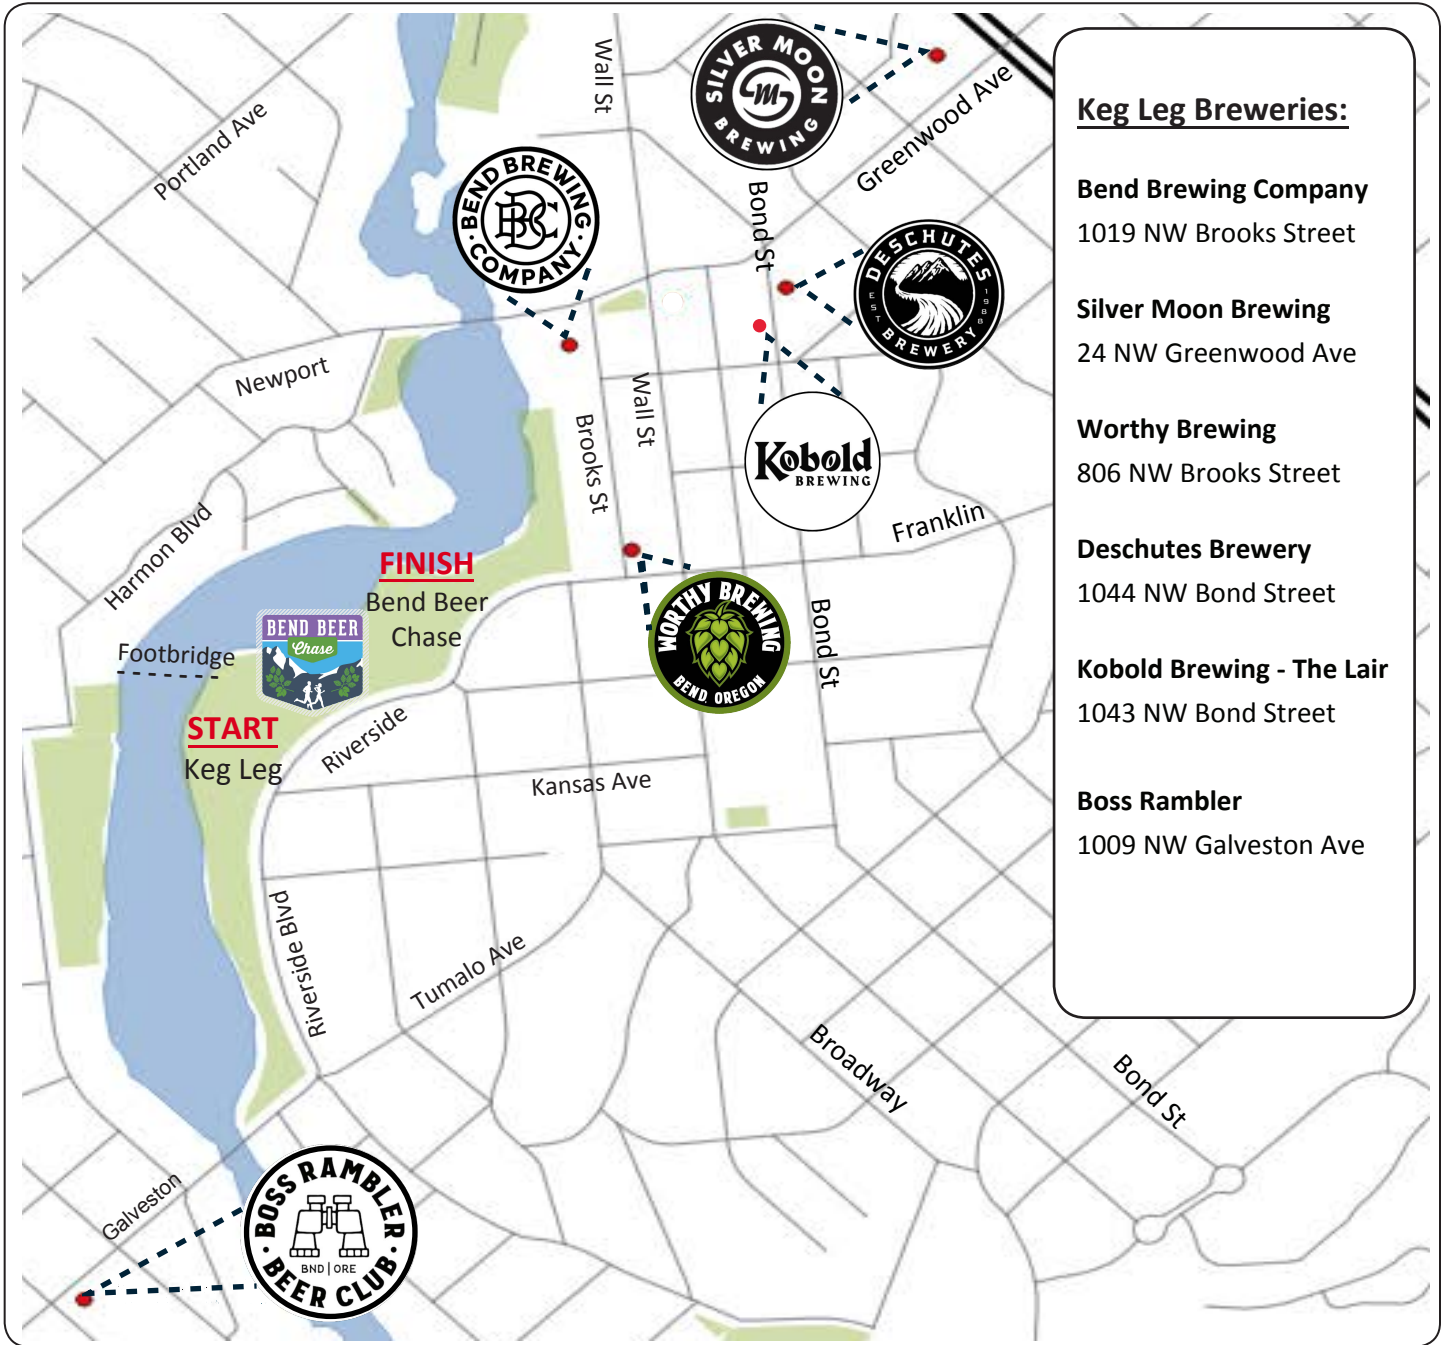 Wall St
SILVER MOON
BREWING
Greenwood Ave
Portland Ave
BEND BREWING
BBC
COMPANY
Bond St
DESCHUTES
EST 1988
BREWERY
Newport
Wall St
Brooks St
Kobold
BREWING
Franklin
Harmon Blvd
FINISH
Bend Beer
Chase
BEND BEER
Chase
Footbridge
START
Keg Leg
Riverside
WORTHY BREWING
BEND, OREGON
Bond St
Kansas Ave
Riverside Blvd
Tumalo Ave
Broadway
Bond St
Galveston
BOSS RAMBLER
BND | ORE
BEER CLUB
Keg Leg Breweries:
Bend Brewing Company
1019 NW Brooks Street
Silver Moon Brewing
24 NW Greenwood Ave
Worthy Brewing
806 NW Brooks Street
Deschutes Brewery
1044 NW Bond Street
Kobold Brewing - The Lair
1043 NW Bond Street
Boss Rambler
1009 NW Galveston Ave